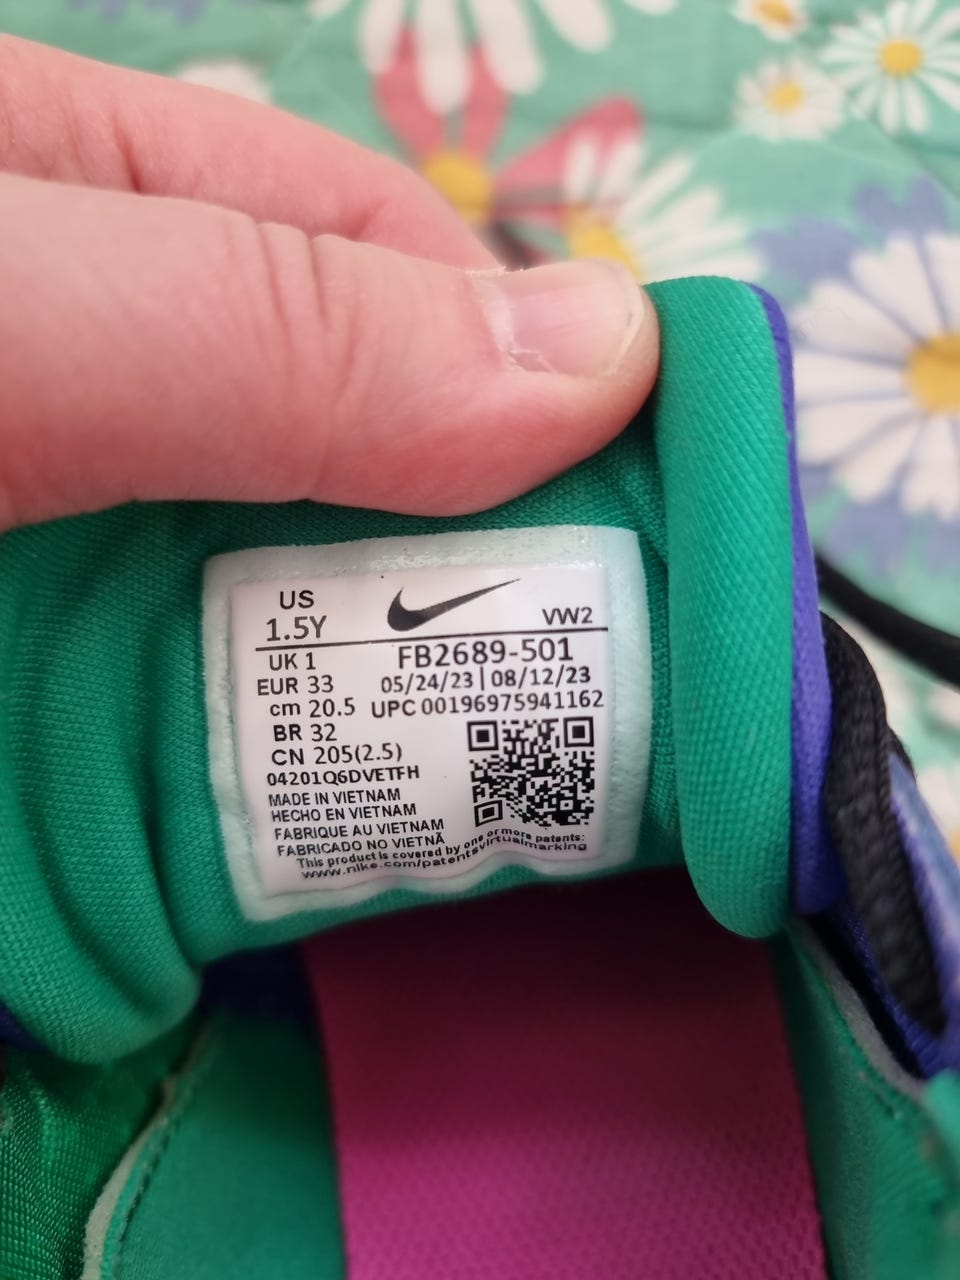 US
1.5Y
VW2
UK 1
FB2689-501
EUR 33
05/24/23 | 08/12/23
cm 20.5
UPC 00196975941162
BR 32
CN 205(2.5)
04201Q6DVETFH
MADE IN VIETNAM
HECHO EN VIETNAM
FABRIQUE AU VIETNAM
FABRICADO NO VIETNÃ
This product is covered by one or more patents:
www.nike.com/patentsvirtualmarking